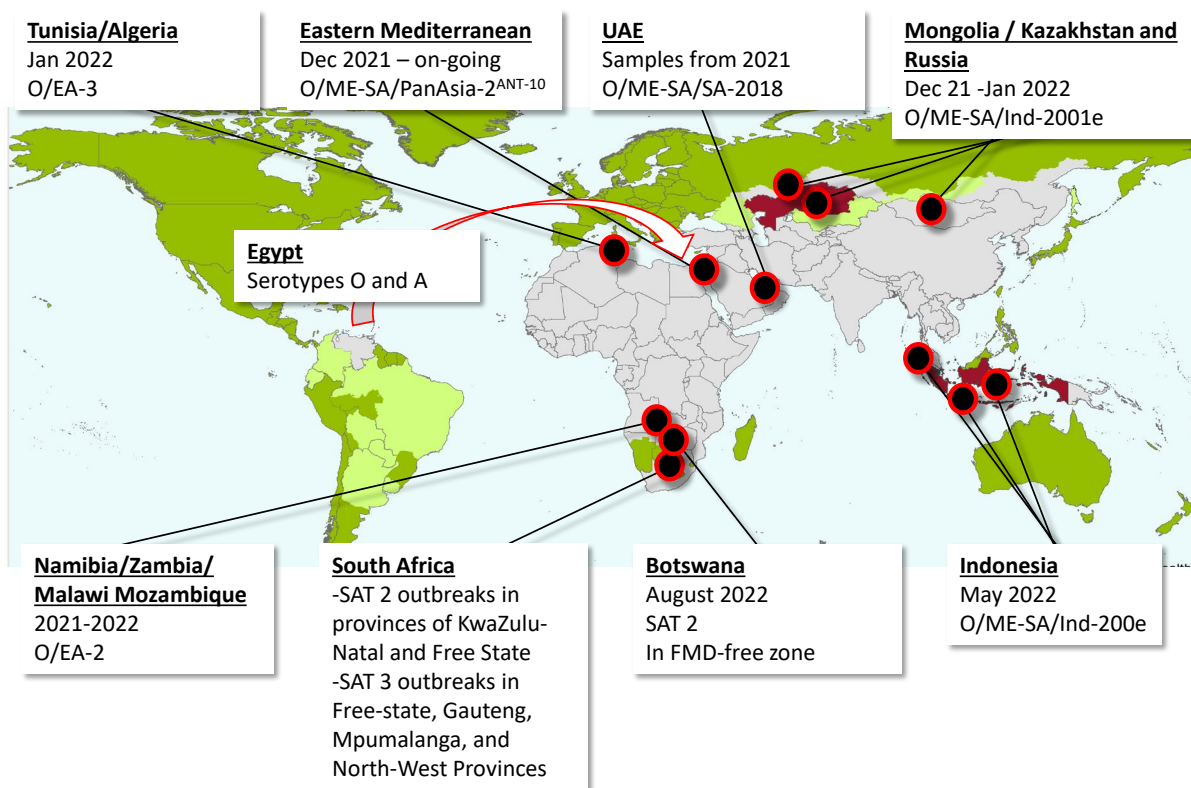 Tunisia/Algeria
Jan 2022
O/EA-3
Eastern Mediterranean
Dec 2021 – on-going
O/ME-SA/PanAsia-2ANT-10
UAE
Samples from 2021
O/ME-SA/SA-2018
Mongolia / Kazakhstan and
Russia
Dec 21 -Jan 2022
O/ME-SA/Ind-2001e
Egypt
Serotypes O and A
Namibia/Zambia/
Malawi Mozambique
2021-2022
O/EA-2
South Africa
-SAT 2 outbreaks in
provinces of KwaZulu-
Natal and Free State
-SAT 3 outbreaks in
Free-state, Gauteng,
Mpumalanga, and
North-West Provinces
Botswana
August 2022
SAT 2
In FMD-free zone
Indonesia
May 2022
O/ME-SA/Ind-200e